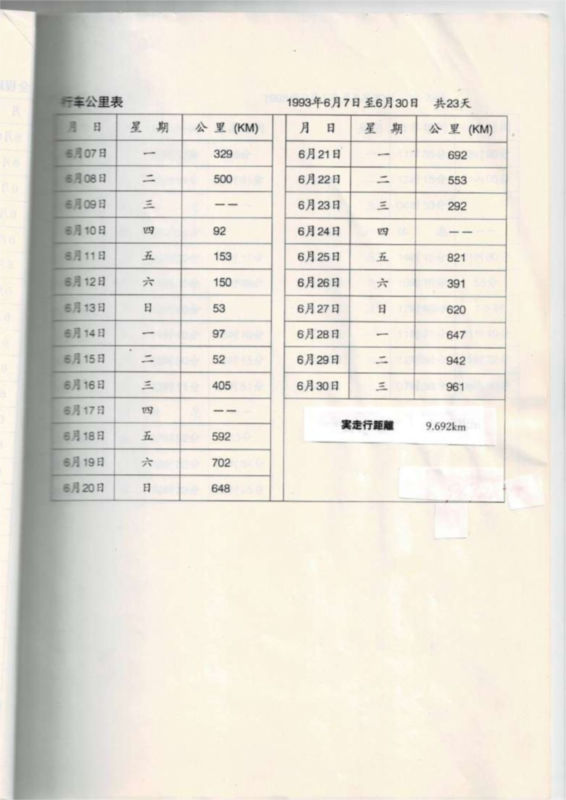 行车公里表
1993年6月7日至6月30日 共23天
月 日 星 期 公 里 (KM)
6月07日 一 329
6月08日 二 500
6月09日 三 ——
6月10日 四 92
6月11日 五 153
6月12日 六 150
6月13日 日 53
6月14日 一 97
6月15日 二 52
6月16日 三 405
6月17日 四 ——
6月18日 五 592
6月19日 六 702
6月20日 日 648
月 日 星 期 公 里 (KM)
6月21日 一 692
6月22日 二 553
6月23日 三 292
6月24日 四 ——
6月25日 五 821
6月26日 六 391
6月27日 日 620
6月28日 一 647
6月29日 二 942
6月30日 三 961
実走行距離 9.692km